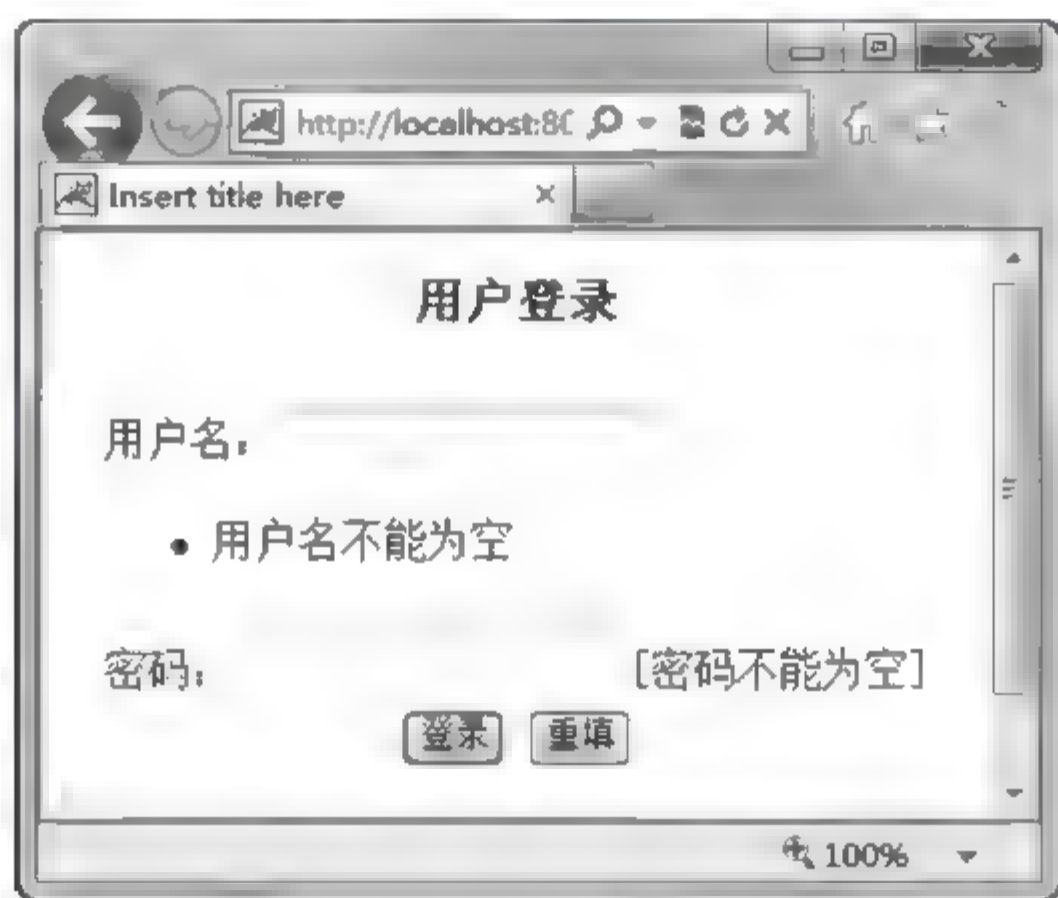 http://localhost:80
Insert title here
用户登录
用户名:
• 用户名不能为空
密码: [密码不能为空]
登录 重填
100%